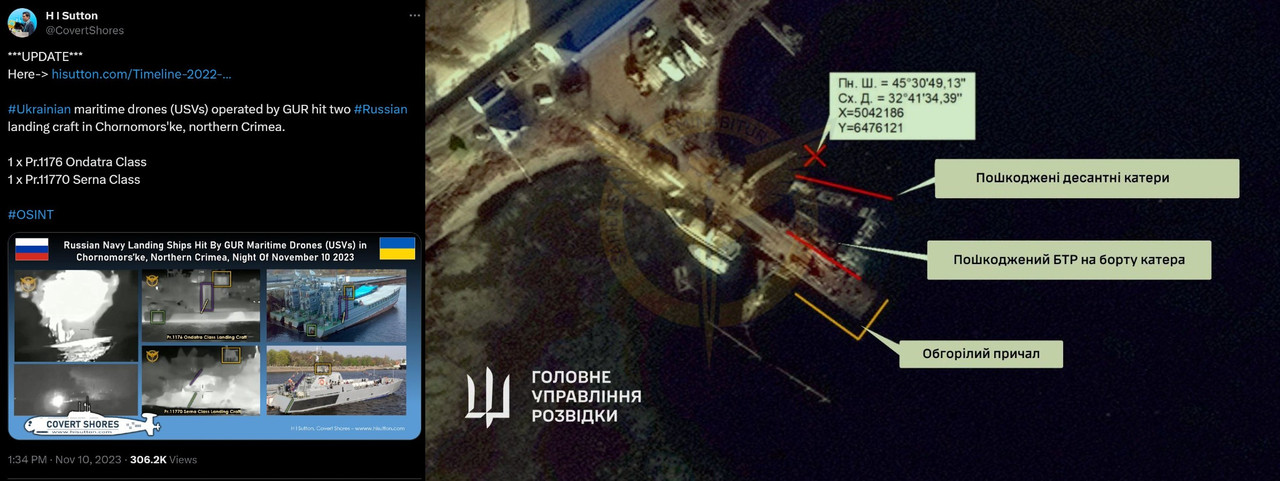 H I Sutton
@CovertShores
***UPDATE***
Here-> hisutton.com/Timeline-2022-...
#Ukrainian maritime drones (USVs) operated by GUR hit two #Russian
landing craft in Chornomors'ke, northern Crimea.
1 x Pr.1176 Ondatra Class
1 x Pr.11770 Serna Class
#OSINT
Russian Navy Landing Ships Hit By GUR Maritime Drones (USVs) in
Chornomors'ke, Northern Crimea, Night Of November 10 2023
Pr.1176 Ondatra Class Landing Craft
Pr.11770 Serna Class Landing Craft
COVERT SHORES
www.hisutton.com
H I Sutton, Covert Shores - www.hisutton.com
1:34 PM · Nov 10, 2023 · 306.2K Views
Пн. Ш. = 45°30'49,13"
Сх. Д. = 32°41'34,39"
X=5042186
Y=6476121
Пошкоджені десантні катери
Пошкоджений БТР на борту катера
Обгорілий причал
ГОЛОВНЕ
УПРАВЛІННЯ
РОЗВІДКИ